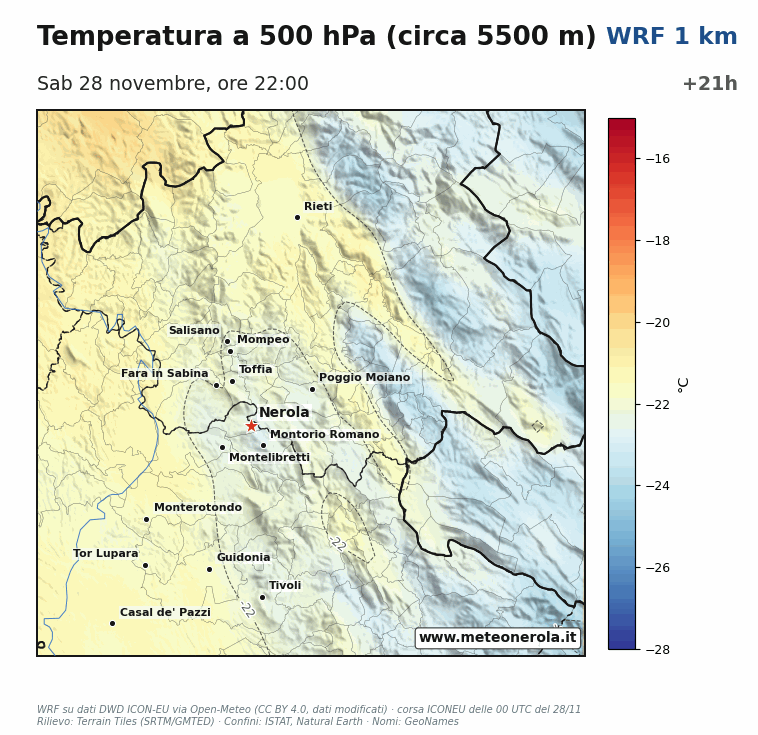 Temperatura a 500 hPa (circa 5500 m) WRF 1 km
Sab 28 novembre, ore 22:00 +21h
Rieti
Salisano
Mompeo
Fara in Sabina
Toffia
Poggio Moiano
Nerola
Montorio Romano
Montelibretti
Monterotondo
Tor Lupara
Guidonia
Tivoli
Casal de' Pazzi
-22
-22
www.meteonerola.it
−16
−18
−20
−22
−24
−26
−28
°C
WRF su dati DWD ICON-EU via Open-Meteo (CC BY 4.0, dati modificati) · corsa ICONEU delle 00 UTC del 28/11
Rilievo: Terrain Tiles (SRTM/GMTED) · Confini: ISTAT, Natural Earth · Nomi: GeoNames